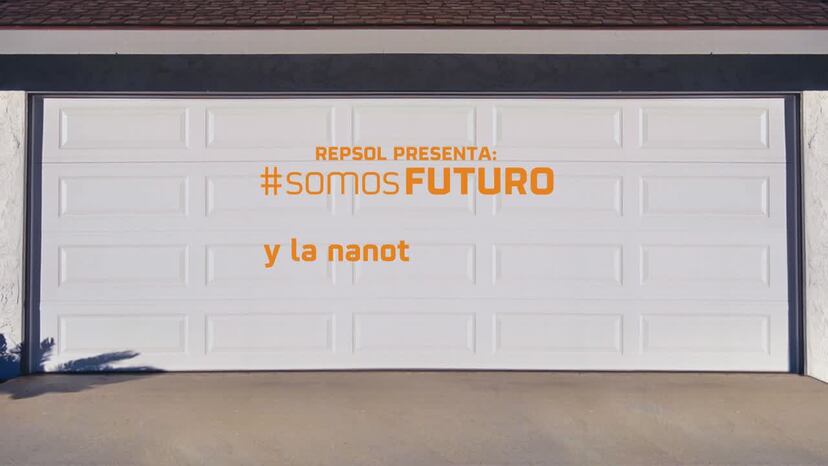 REPSOL PRESENTA:
#somosFUTURO
y la nanot